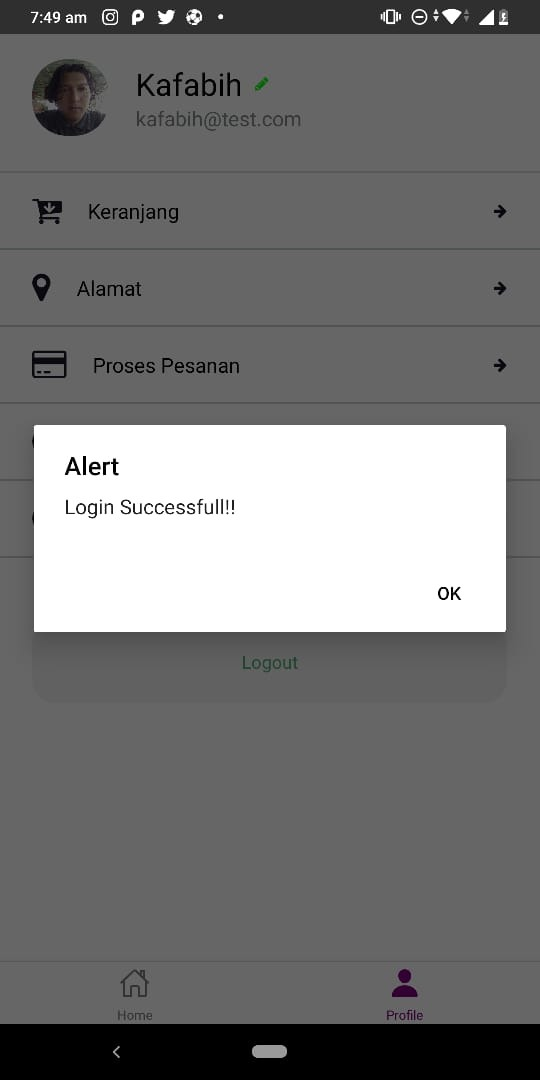 7:49 am
Kafabih
kafabih@test.com
Keranjang
Alamat
Proses Pesanan
Alert
Login Successfull!!
OK
Logout
Home
Profile